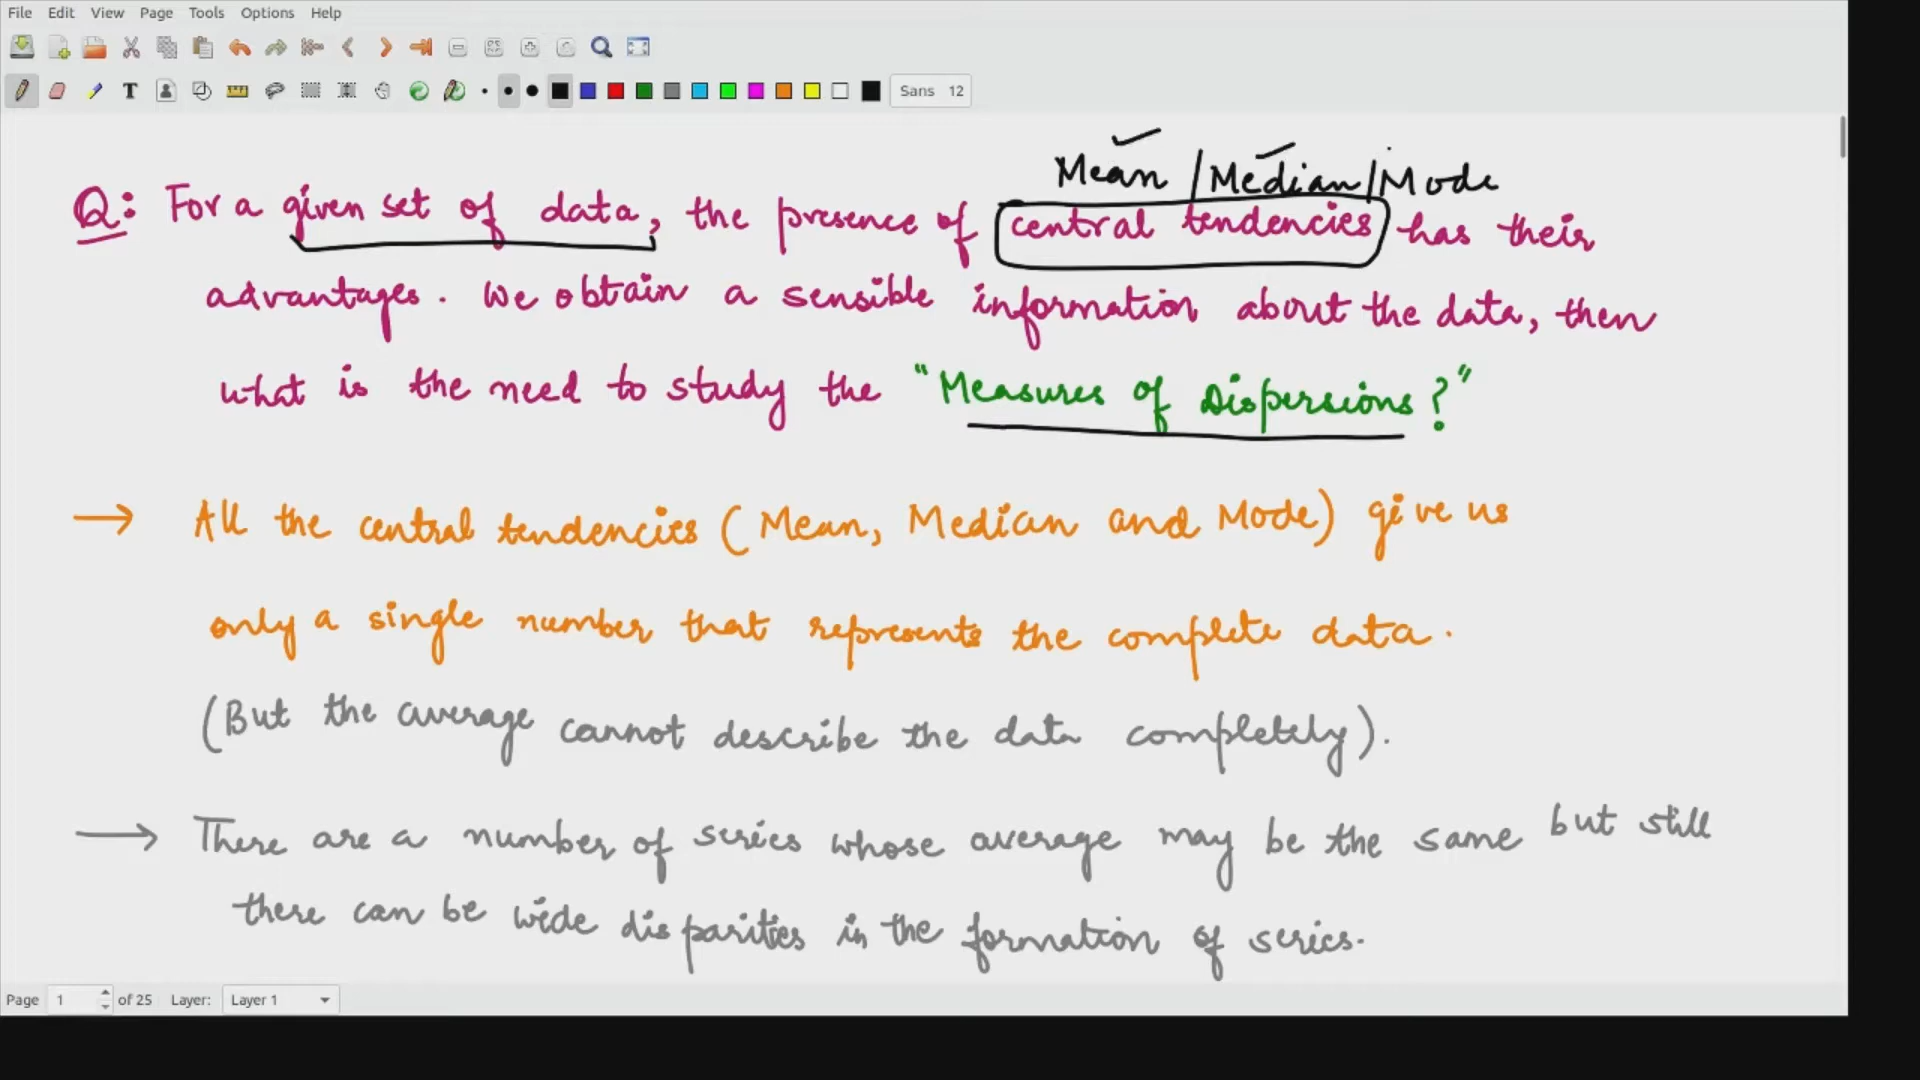 File Edit View Page Tools Options Help
T Sans 12
Mean / Median / Mode
Q: For a given set of data, the presence of central tendencies has their
advantages. We obtain a sensible information about the data, then
what is the need to study the "Measures of Dispersions?"
→ All the central tendencies (Mean, Median and Mode) give us
only a single number that represents the complete data.
(But the average cannot describe the data completely).
→ There are a number of series whose average may be the same but still
there can be wide disparities in the formation of series.
Page 1 of 25 Layer: Layer 1